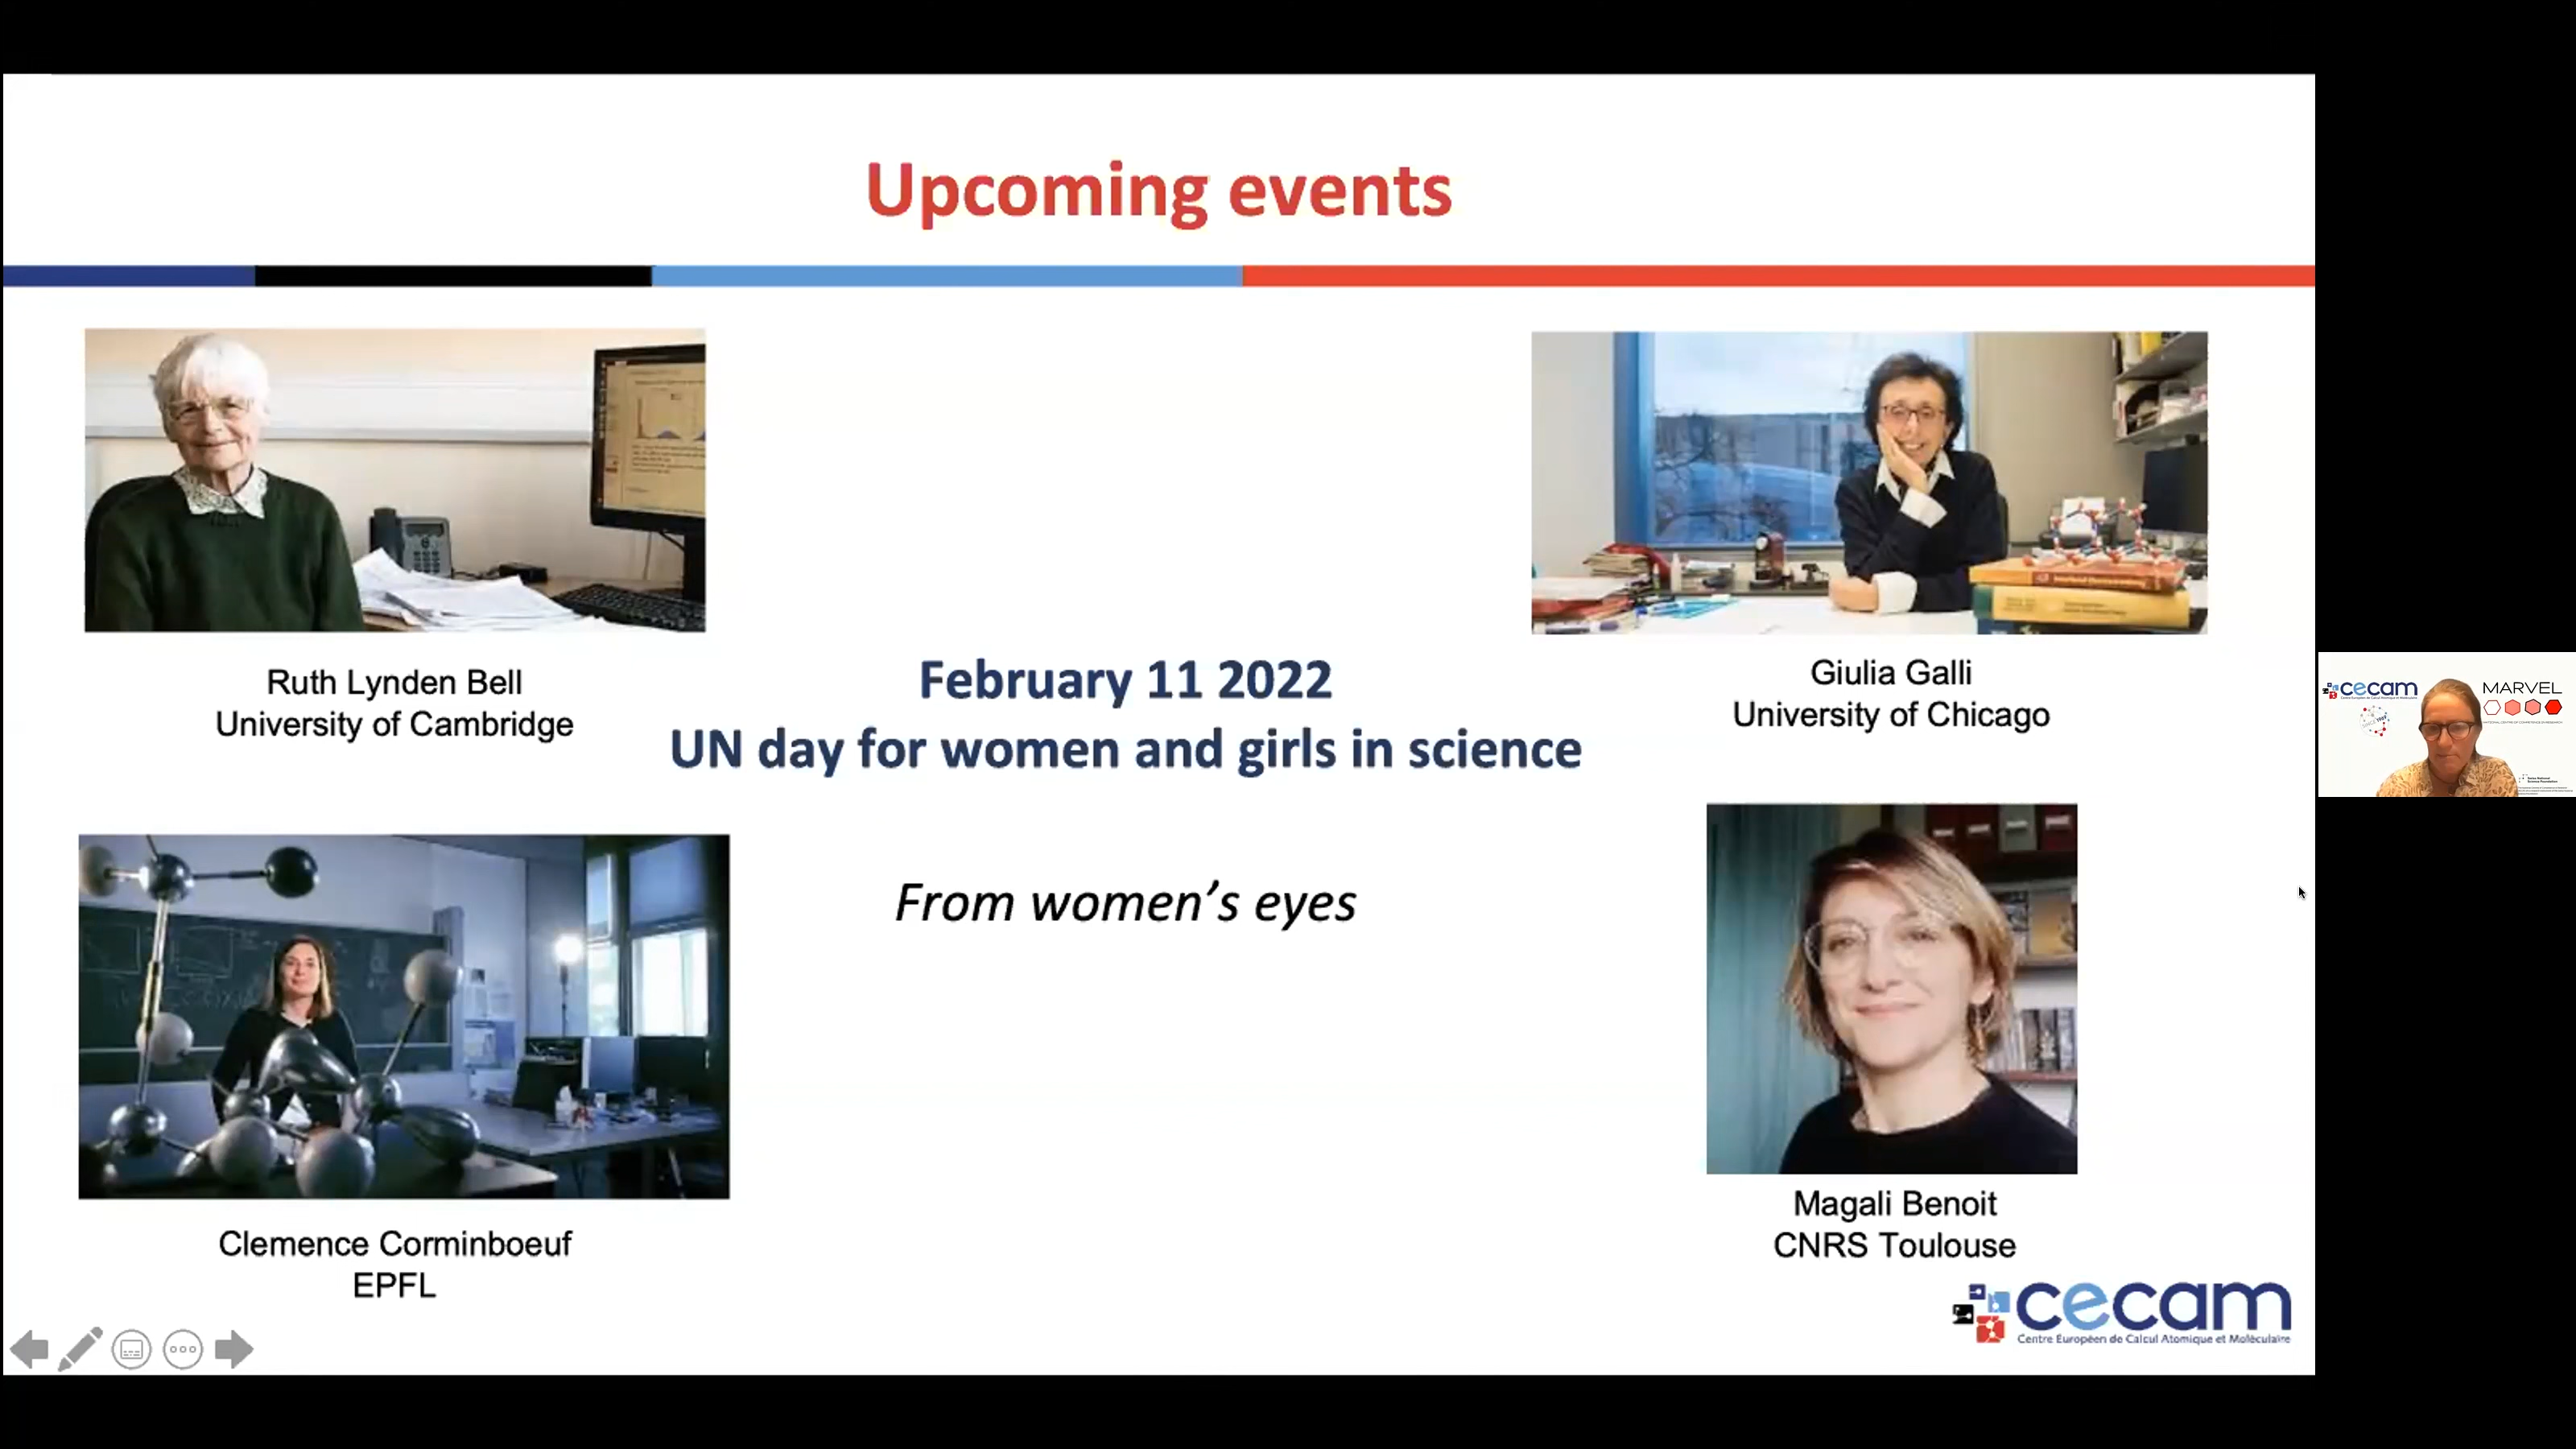 Upcoming events
Ruth Lynden Bell
University of Cambridge
Giulia Galli
University of Chicago
February 11 2022
UN day for women and girls in science
From women’s eyes
Clemence Corminboeuf
EPFL
Magali Benoit
CNRS Toulouse
cecam
Centre Européen de Calcul Atomique et Moléculaire
cecam
MARVEL